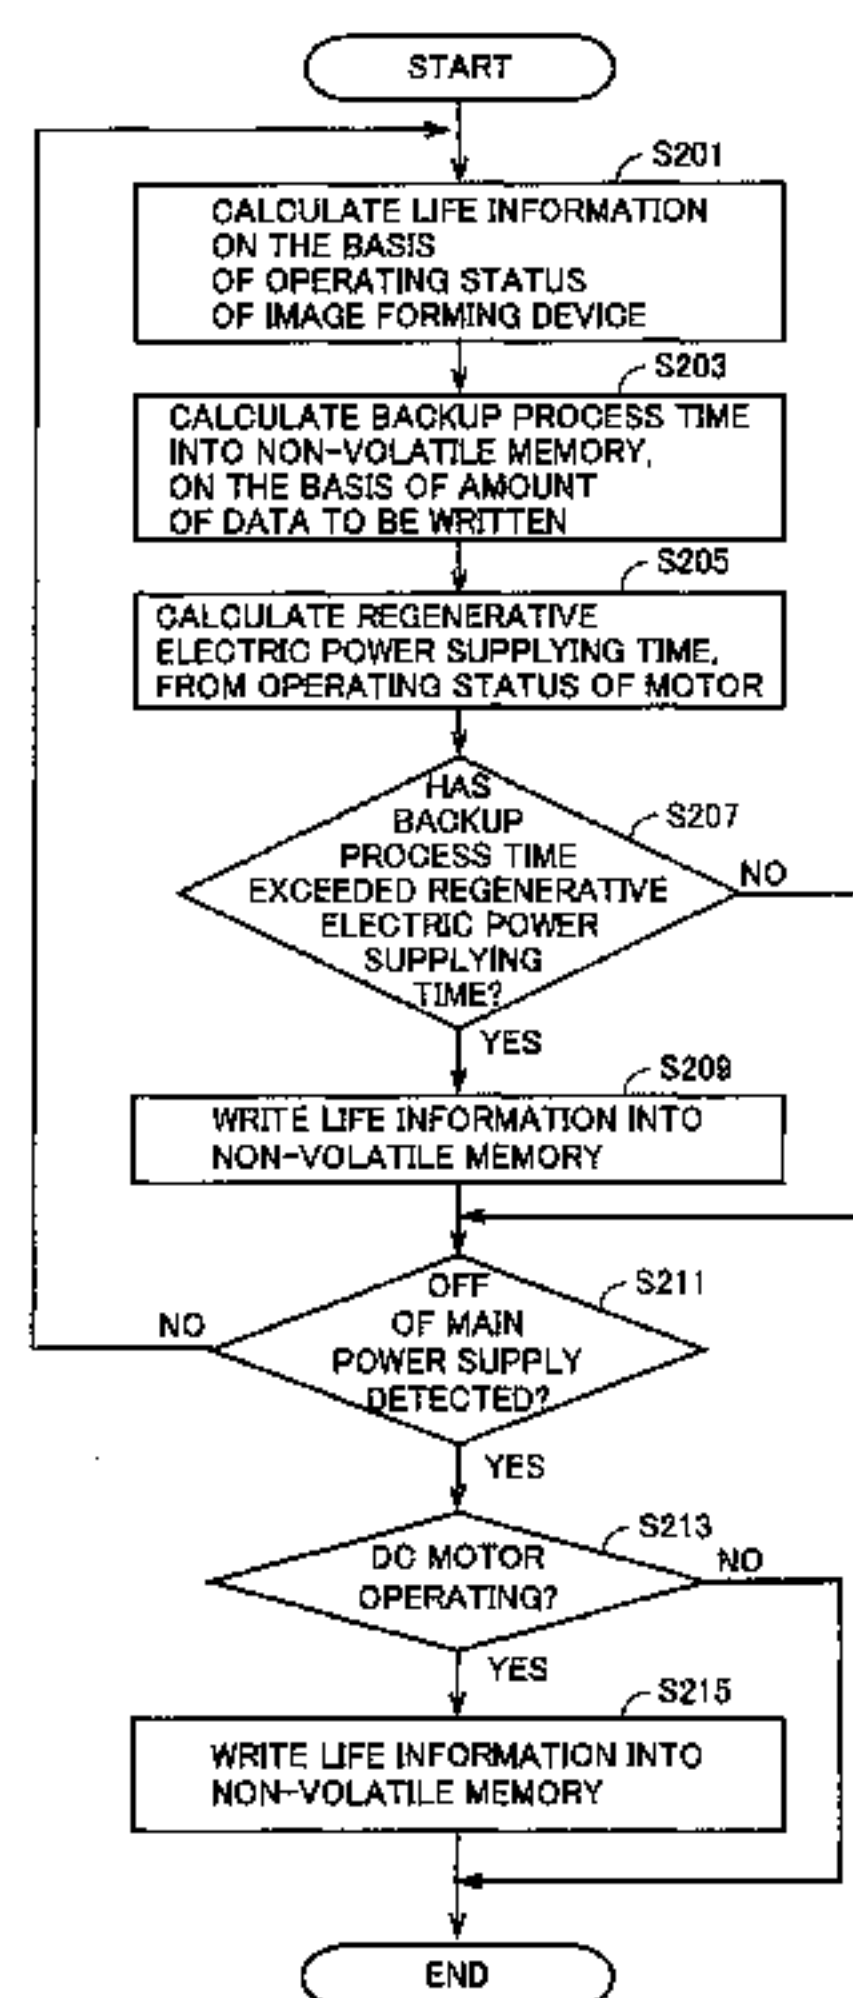 START
S201
CALCULATE LIFE INFORMATION
ON THE BASIS
OF OPERATING STATUS
OF IMAGE FORMING DEVICE
S203
CALCULATE BACKUP PROCESS TIME
INTO NON-VOLATILE MEMORY,
ON THE BASIS OF AMOUNT
OF DATA TO BE WRITTEN
S205
CALCULATE REGENERATIVE
ELECTRIC POWER SUPPLYING TIME,
FROM OPERATING STATUS OF MOTOR
S207
HAS
BACKUP
PROCESS TIME
EXCEEDED REGENERATIVE
ELECTRIC POWER
SUPPLYING
TIME?
NO
YES
S209
WRITE LIFE INFORMATION INTO
NON-VOLATILE MEMORY
S211
OFF
OF MAIN
POWER SUPPLY
DETECTED?
NO
YES
S213
DC MOTOR
OPERATING?
NO
YES
S215
WRITE LIFE INFORMATION INTO
NON-VOLATILE MEMORY
END